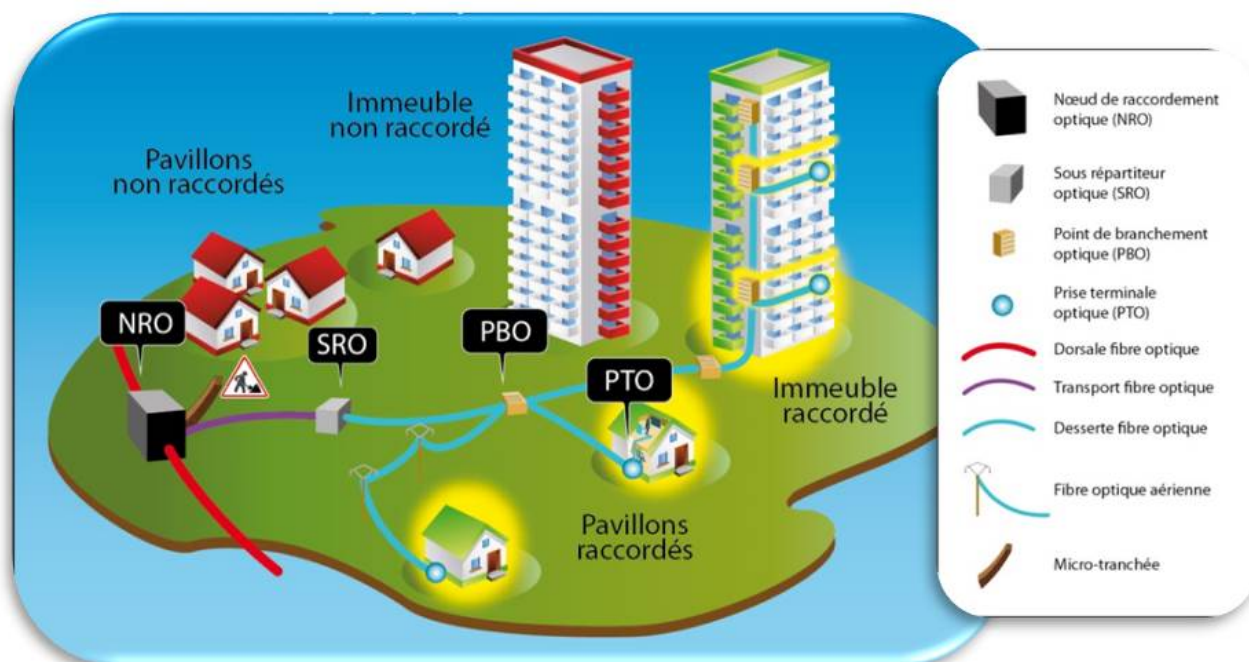 Immeuble
non raccordé
Pavillons
non raccordés
NRO
SRO
PBO
PTO
Immeuble
raccordé
Pavillons
raccordés
Nœud de raccordement
optique (NRO)
Sous répartiteur
optique (SRO)
Point de branchement
optique (PBO)
Prise terminale
optique (PTO)
Dorsale fibre optique
Transport fibre optique
Desserte fibre optique
Fibre optique aérienne
Micro-tranchée